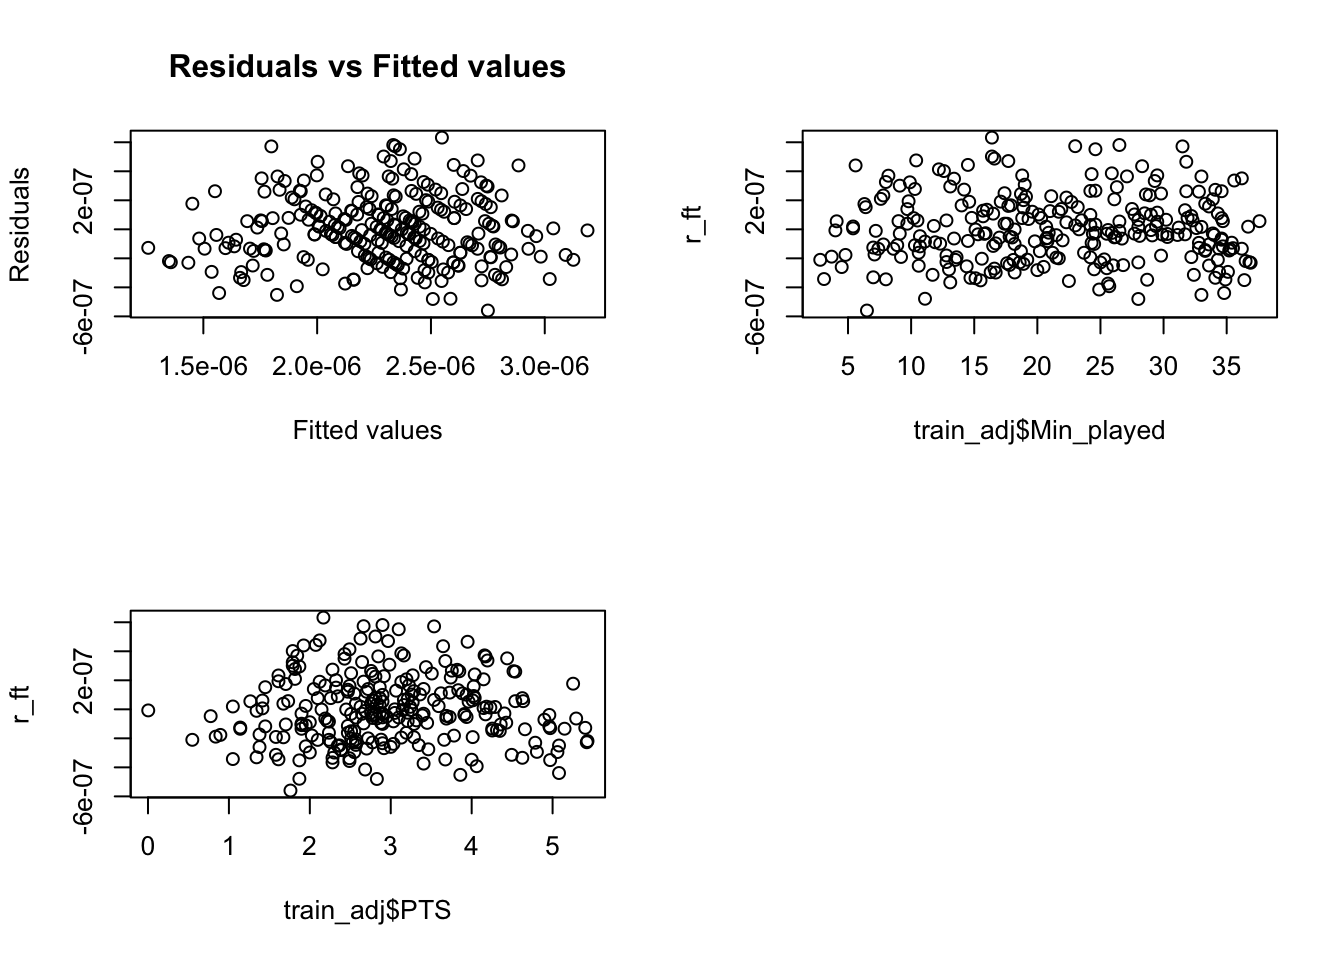 Residuals vs Fitted values
Residuals
-6e-07 2e-07
1.5e-06 2.0e-06 2.5e-06 3.0e-06
Fitted values
r_ft
-6e-07 2e-07
5 10 15 20 25 30 35
train_adj$Min_played
r_ft
-6e-07 2e-07
0 1 2 3 4 5
train_adj$PTS